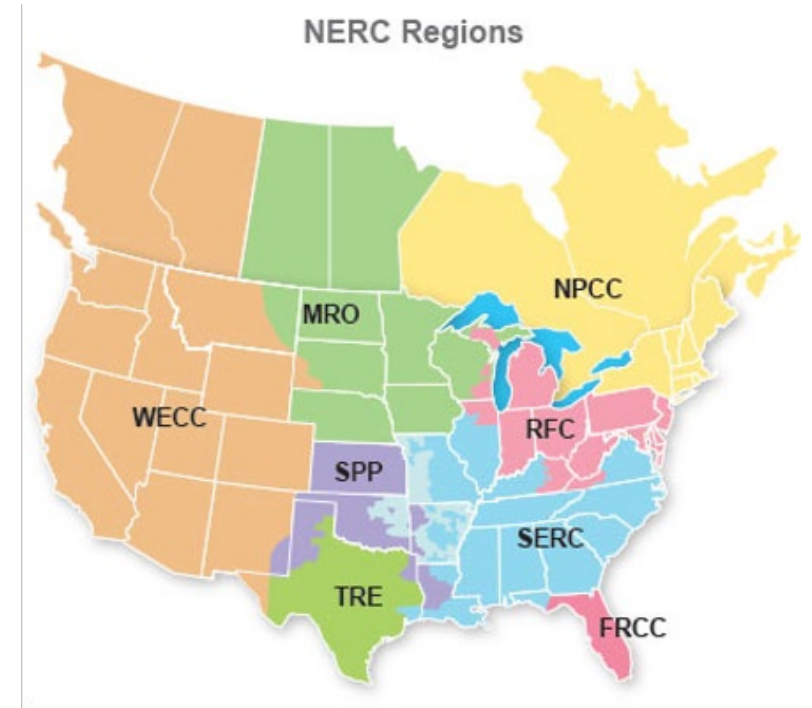 NERC Regions
NPCC
MRO
WECC
RFC
SPP
SERC
TRE
FRCC